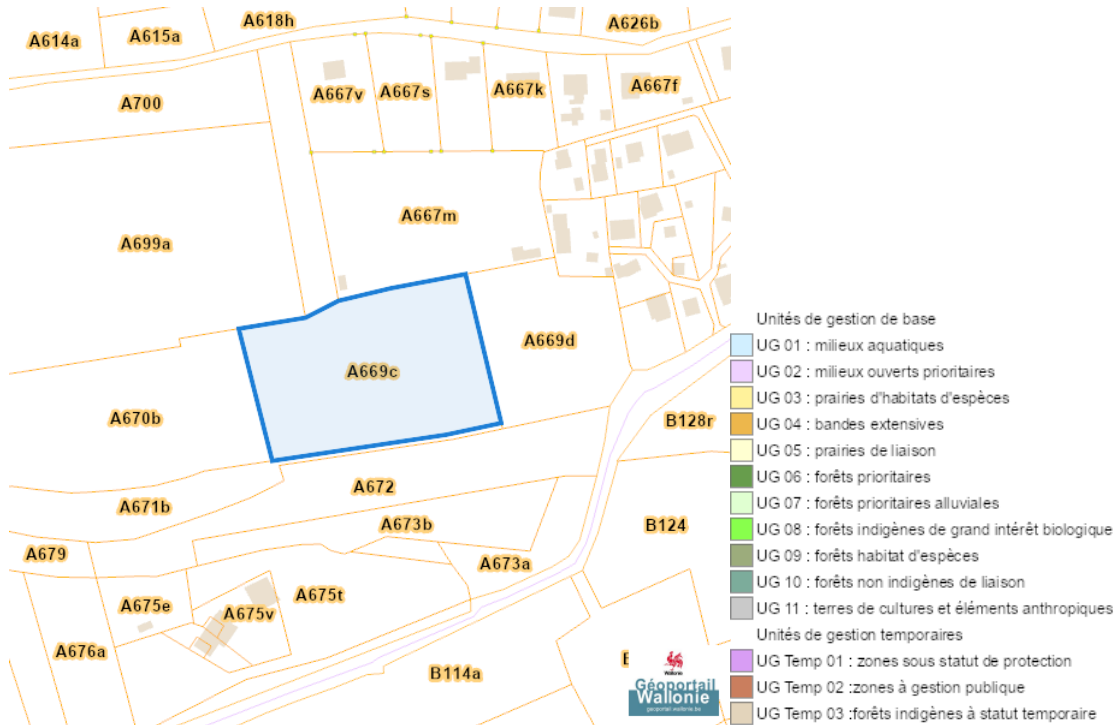 A618h
A626b
A614a
A615a
A667v
A667s
A667k
A667f
A700
A667m
A699a
A669d
A669c
A670b
B128r
A672
A671b
A673b
B124
A679
A673a
A675e
A675v
A675t
A676a
B114a
Wallonie
Géoportail
Wallonie
geoportail.wallonie.be
Unités de gestion de base
UG 01 : milieux aquatiques
UG 02 : milieux ouverts prioritaires
UG 03 : prairies d'habitats d'espèces
UG 04 : bandes extensives
UG 05 : prairies de liaison
UG 06 : forêts prioritaires
UG 07 : forêts prioritaires alluviales
UG 08 : forêts indigènes de grand intérêt biologique
UG 09 : forêts habitat d'espèces
UG 10 : forêts non indigènes de liaison
UG 11 : terres de cultures et éléments anthropiques
Unités de gestion temporaires
UG Temp 01 : zones sous statut de protection
UG Temp 02 :zones à gestion publique
UG Temp 03 :forêts indigènes à statut temporaire